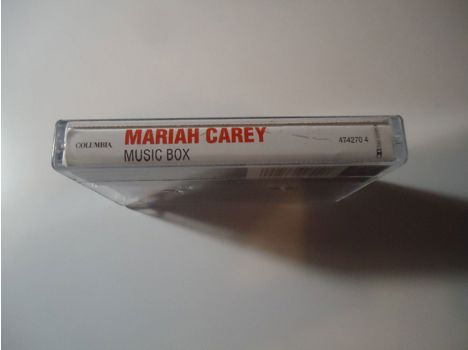 COLUMBIA
MARIAH CAREY
MUSIC BOX
474270 4